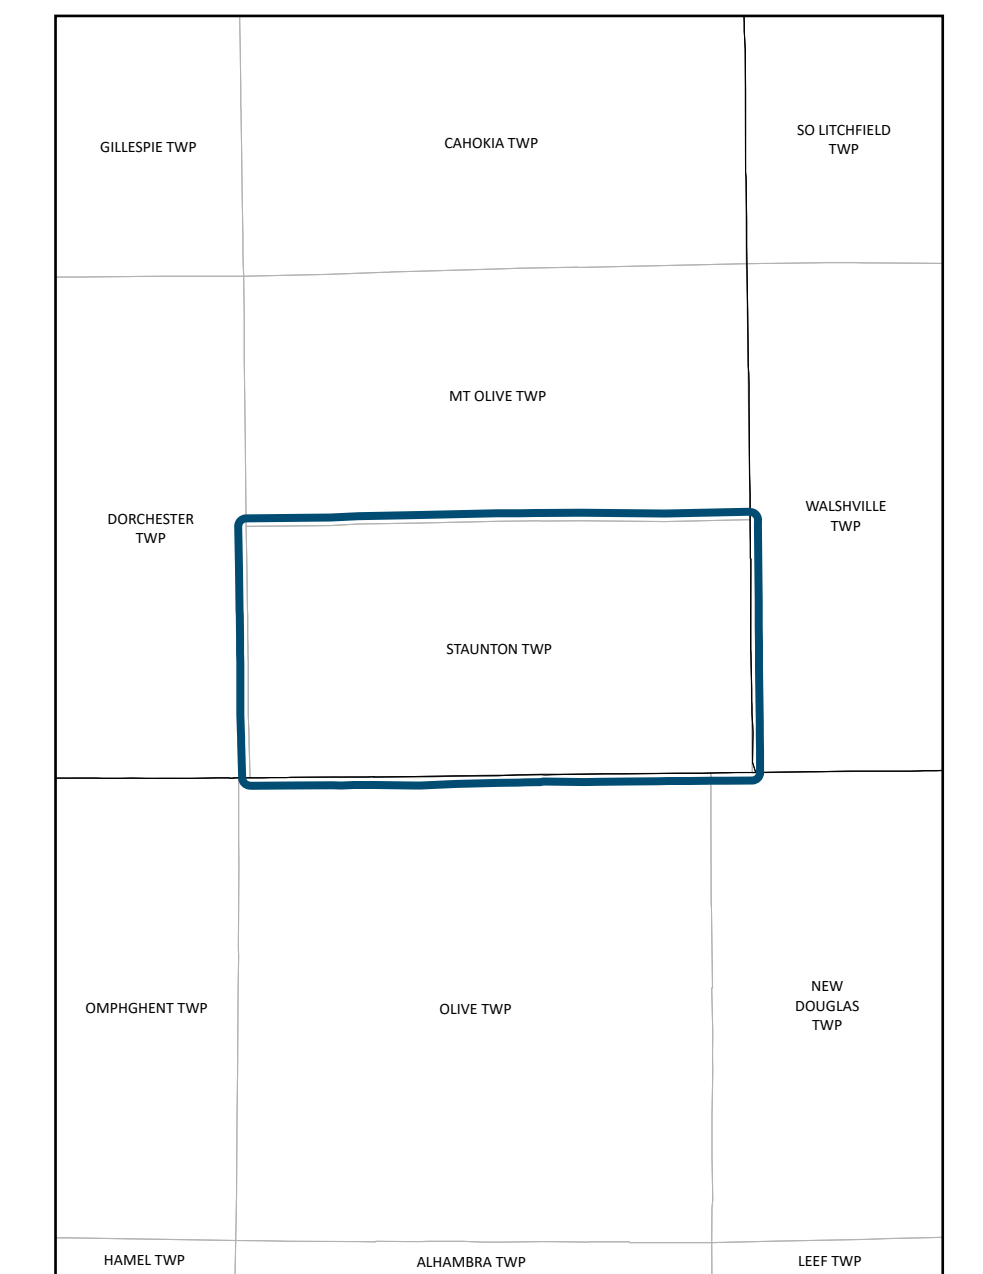 GILLESPIE TWP
CAHOKIA TWP
SO LITCHFIELD
TWP
MT OLIVE TWP
DORCHESTER
TWP
WALSHVILLE
TWP
STAUNTON TWP
OMPHGHENT TWP
OLIVE TWP
NEW
DOUGLAS
TWP
HAMEL TWP
ALHAMBRA TWP
LEEF TWP